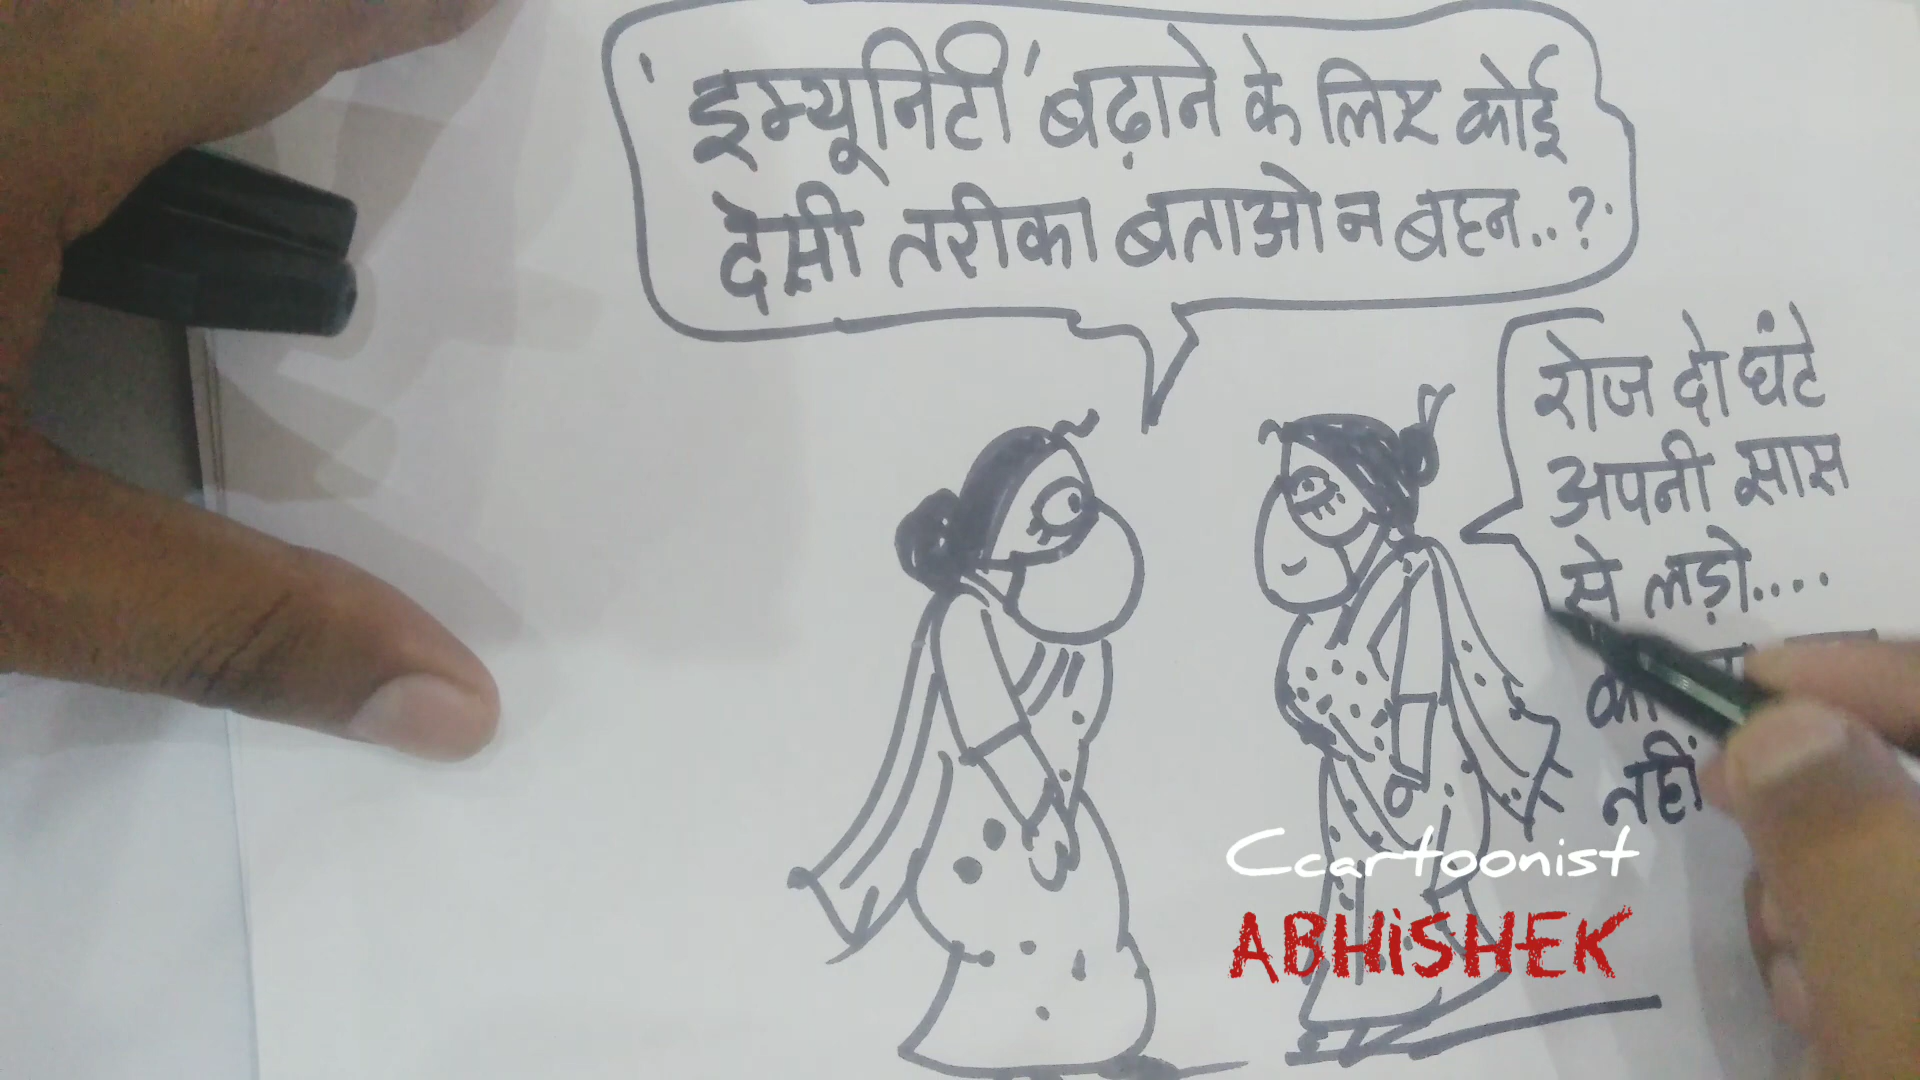 'इम्यूनिटी' बढ़ाने के लिए कोई
देसी तरीका बताओ न बहन..?
रोज दो घंटे
अपनी सास
से लड़ो....
नहीं
Ccartoonist
ABHiSHEK